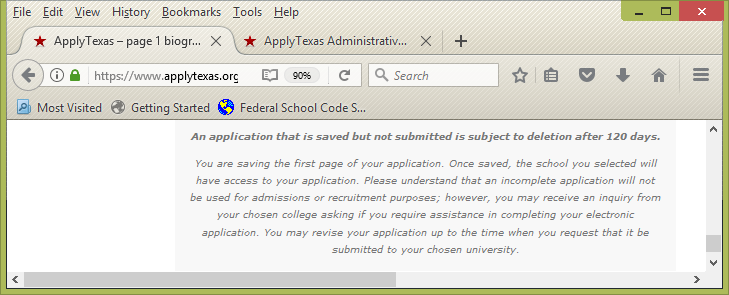 File Edit View History Bookmarks Tools Help
ApplyTexas – page 1 biogr... ApplyTexas Administrativ...
https://www.applytexas.org 90% Search
Most Visited Getting Started Federal School Code S...
An application that is saved but not submitted is subject to deletion after 120 days.
You are saving the first page of your application. Once saved, the school you selected will
have access to your application. Please understand that an incomplete application will not
be used for admissions or recruitment purposes; however, you may receive an inquiry from
your chosen college asking if you require assistance in completing your electronic
application. You may revise your application up to the time when you request that it be
submitted to your chosen university.